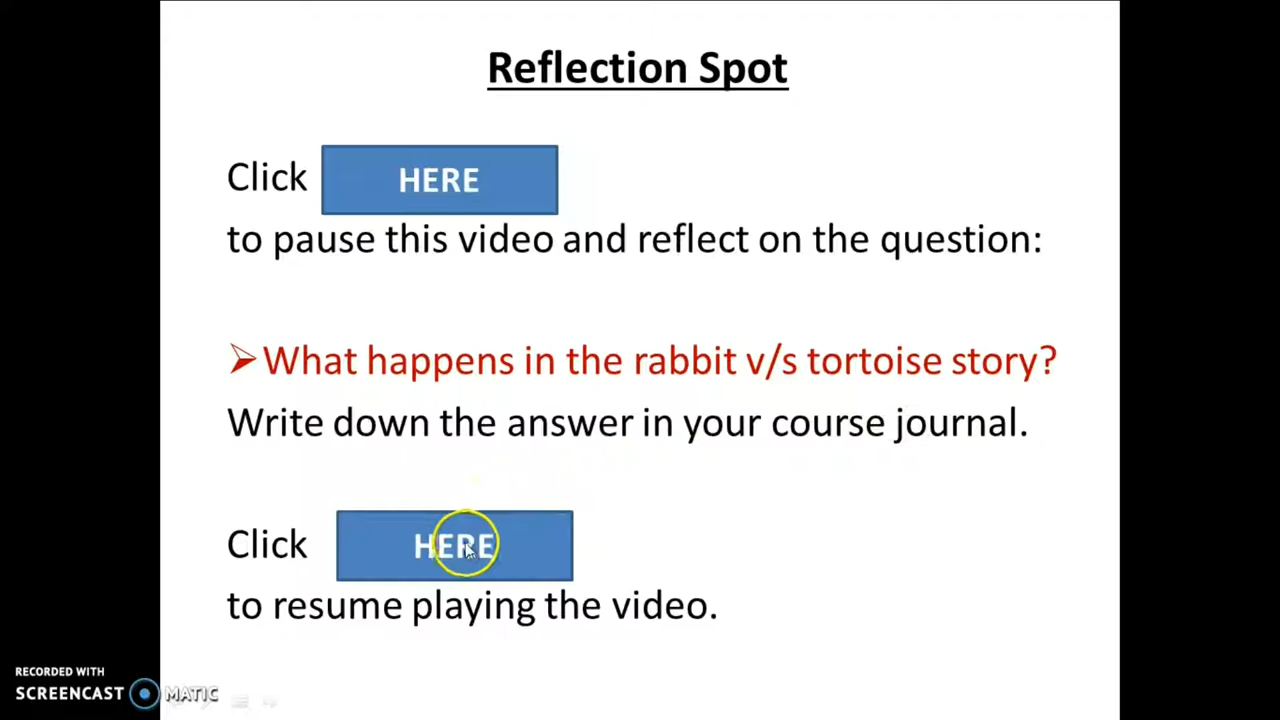 Reflection Spot
Click HERE
to pause this video and reflect on the question:
What happens in the rabbit v/s tortoise story?
Write down the answer in your course journal.
Click HERE
to resume playing the video.
RECORDED WITH
SCREENCAST MATIC